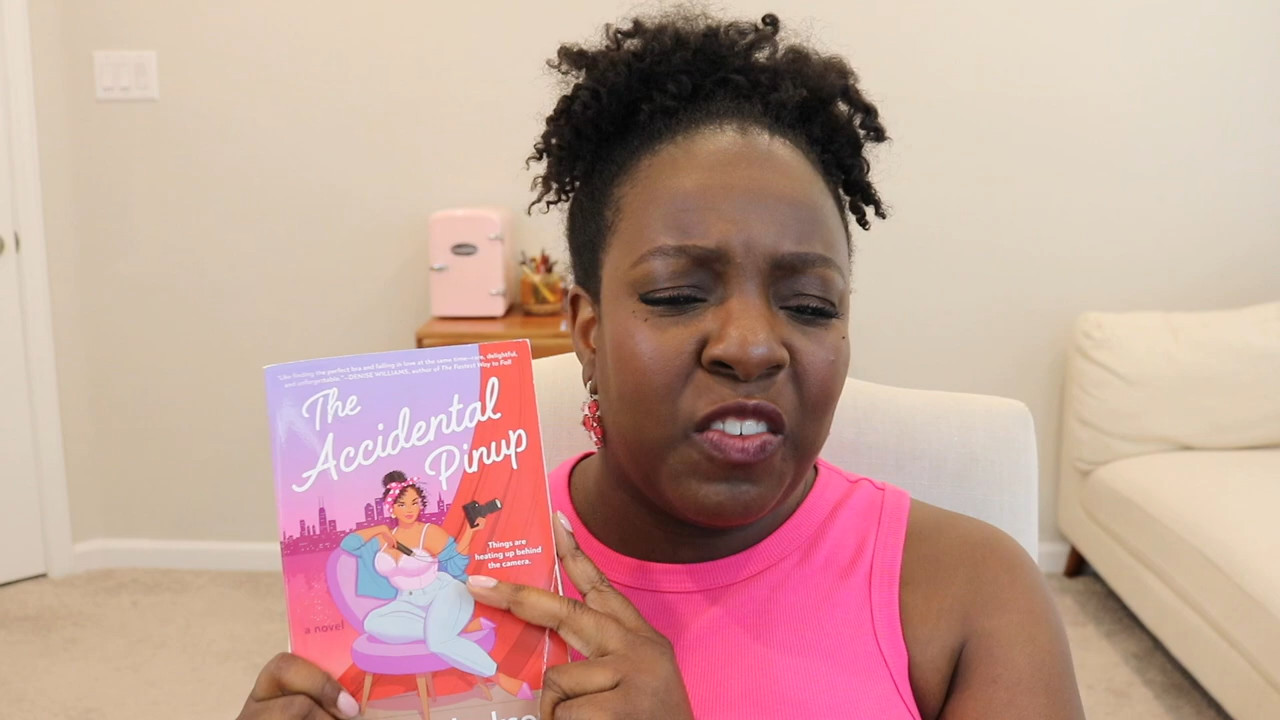 "Like finding the perfect bra and falling in love at the same time—rare, delightful,
and unforgettable." —DENISE WILLIAMS, author of The Fastest Way to Fall
The
Accidental
Pinup
Things are
heating up behind
the camera.
a novel